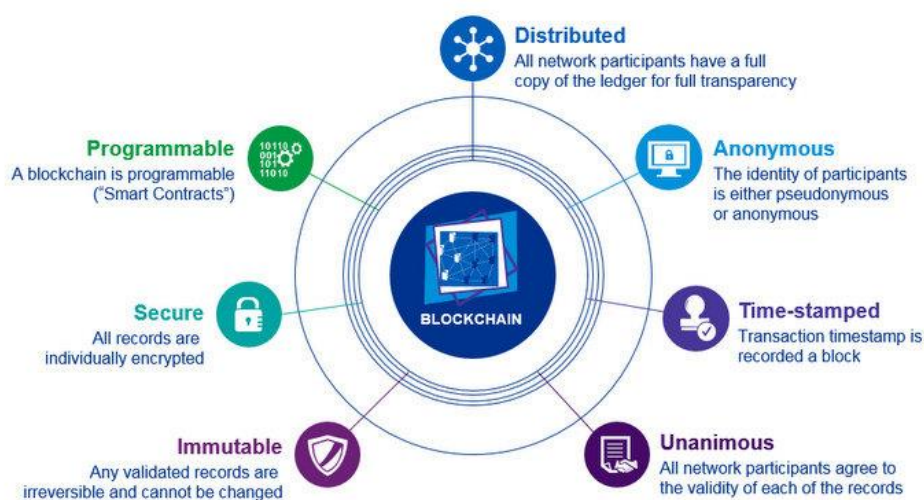 Distributed
All network participants have a full
copy of the ledger for full transparency
Programmable
A blockchain is programmable
("Smart Contracts")
10110
001
101
11010
Anonymous
The identity of participants
is either pseudonymous
or anonymous
BLOCKCHAIN
Secure
All records are
individually encrypted
Time-stamped
Transaction timestamp is
recorded a block
Immutable
Any validated records are
irreversible and cannot be changed
Unanimous
All network participants agree to
the validity of each of the records